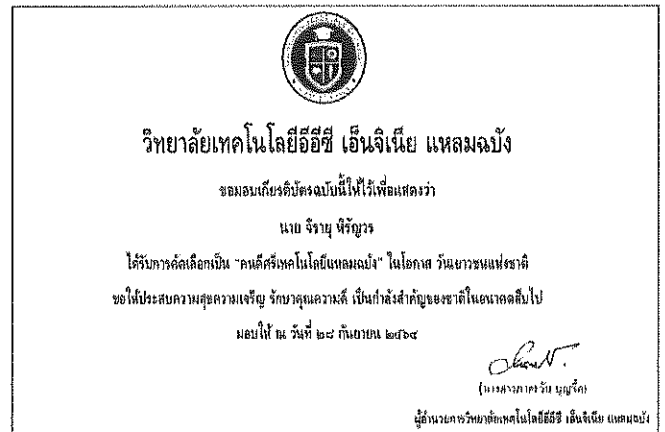 วิทยาลัยเทคโนโลยีอีอีซี เอ็นจิเนีย แหลมฉบัง
ขอมอบเกียรติบัตรฉบับนี้ให้ไว้เพื่อแสดงว่า
นาย จิรายุ หิรัญวร
ได้รับการคัดเลือกเป็น "คนดีศรีเทคโนโลยีแหลมฉบัง" ในโอกาส วันเยาวชนแห่งชาติ
ขอให้ประสบความสุขความเจริญ รักษาคุณความดี เป็นกำลังสำคัญของชาติในอนาคตสืบไป
มอบให้ ณ วันที่ ๒๘ กันยายน ๒๕๖๔
ผู้อำนวยการวิทยาลัยเทคโนโลยีอีอีซี เอ็นจิเนีย แหลมฉบัง